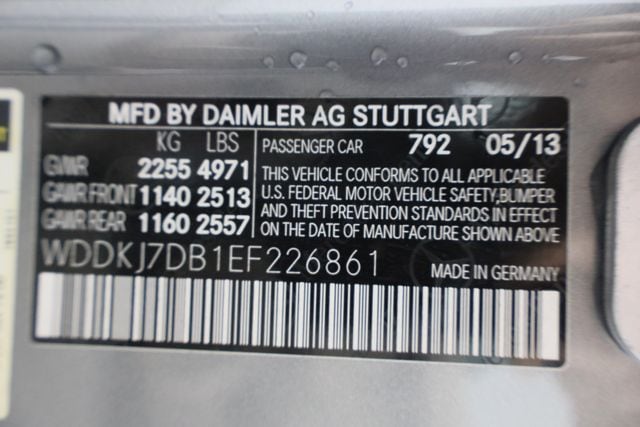 MFD BY DAIMLER AG STUTTGART
KG LBS
GVWR 2255 4971
GAWR FRONT 1140 2513
GAWR REAR 1160 2557
PASSENGER CAR 792 05/13
THIS VEHICLE CONFORMS TO ALL APPLICABLE
U.S. FEDERAL MOTOR VEHICLE SAFETY,BUMPER
AND THEFT PREVENTION STANDARDS IN EFFECT
ON THE DATE OF MANUFACTURE SHOWN ABOVE
WDDKJ7DB1EF226861
MADE IN GERMANY